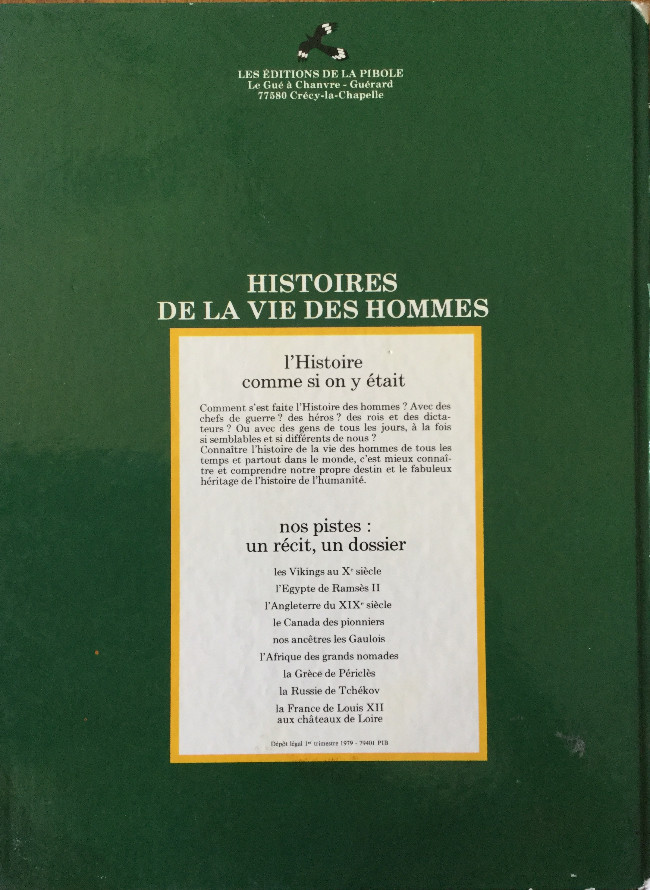 LES ÉDITIONS DE LA PIBOLE
Le Gué à Chanvre - Guérard
77580 Crécy-la-Chapelle
HISTOIRES
DE LA VIE DES HOMMES
l'Histoire
comme si on y était
Comment s'est faite l'Histoire des hommes ? Avec des
chefs de guerre ? des héros ? des rois et des dicta-
teurs ? Ou avec des gens de tous les jours, à la fois
si semblables et si différents de nous ?
Connaître l'histoire de la vie des hommes de tous les
temps et partout dans le monde, c'est mieux connaî-
tre et comprendre notre propre destin et le fabuleux
héritage de l'histoire de l'humanité.
nos pistes :
un récit, un dossier
les Vikings au Xᵉ siècle
l'Egypte de Ramsès II
l'Angleterre du XIXᵉ siècle
le Canada des pionniers
nos ancêtres les Gaulois
l'Afrique des grands nomades
la Grèce de Périclès
la Russie de Tchékov
la France de Louis XII
aux châteaux de Loire
Dépôt légal 1ᵉʳ trimestre 1979 - 79401 PIB